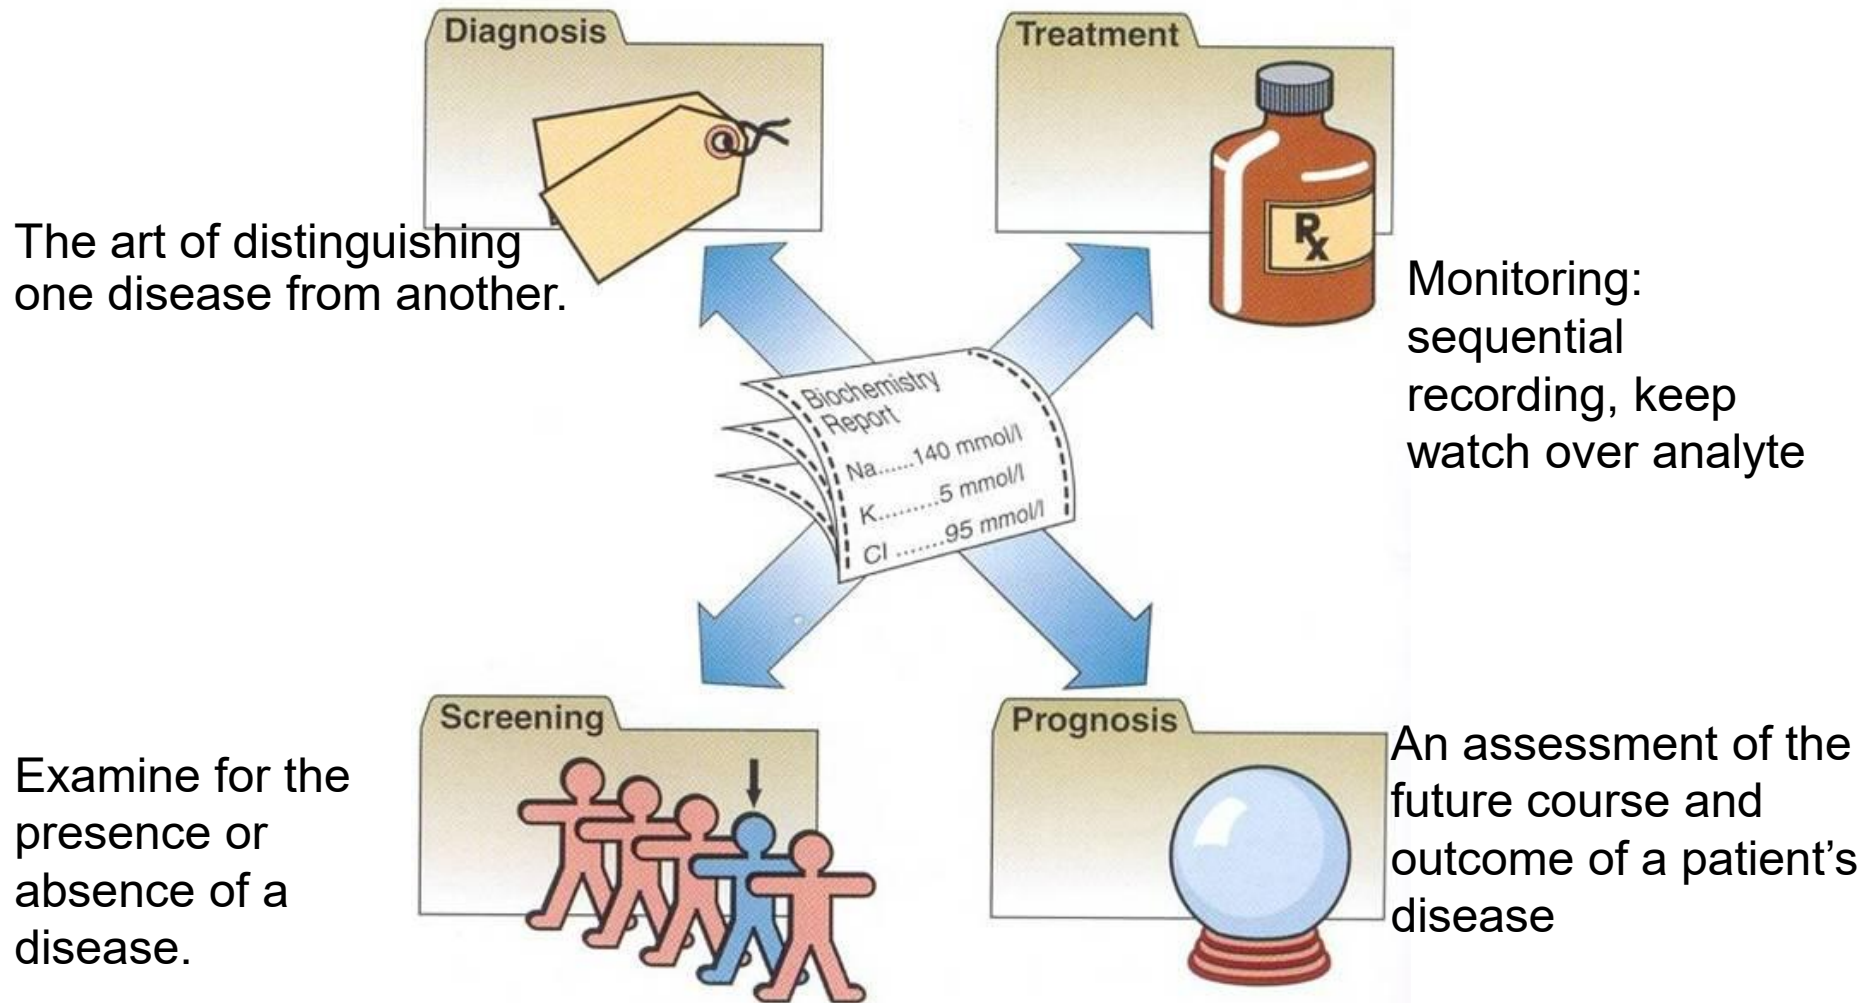 Diagnosis
The art of distinguishing
one disease from another.
Treatment
Rx
Monitoring:
sequential
recording, keep
watch over analyte
Biochemistry
Report
Na......140 mmol/l
K.........5 mmol/l
Cl .......95 mmol/l
Screening
Examine for the
presence or
absence of a
disease.
Prognosis
An assessment of the
future course and
outcome of a patient’s
disease